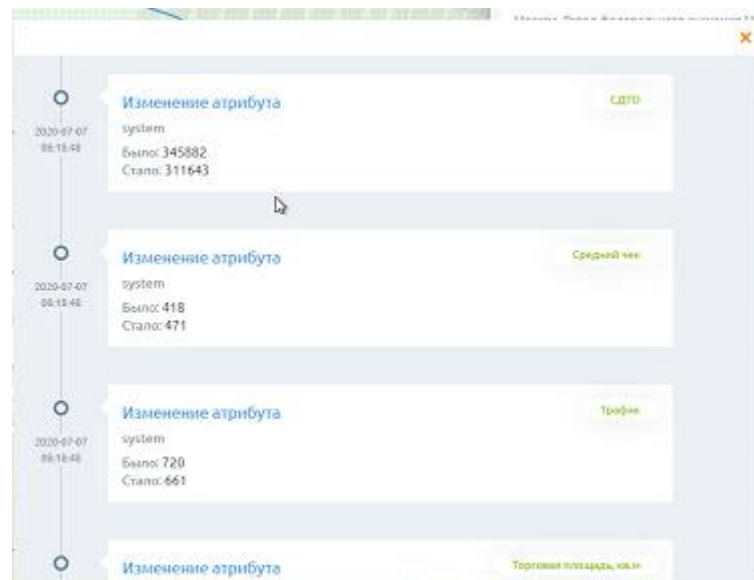 Изменение атрибута
СДТО
system
2020-07-07
Было: 345882
Стало: 311643
Изменение атрибута
Средний чек
system
2020-07-07
Было: 418
Стало: 471
Изменение атрибута
Трафик
system
2020-07-07
Было: 720
Стало: 661
Изменение атрибута
Торговая площадь, кв.м